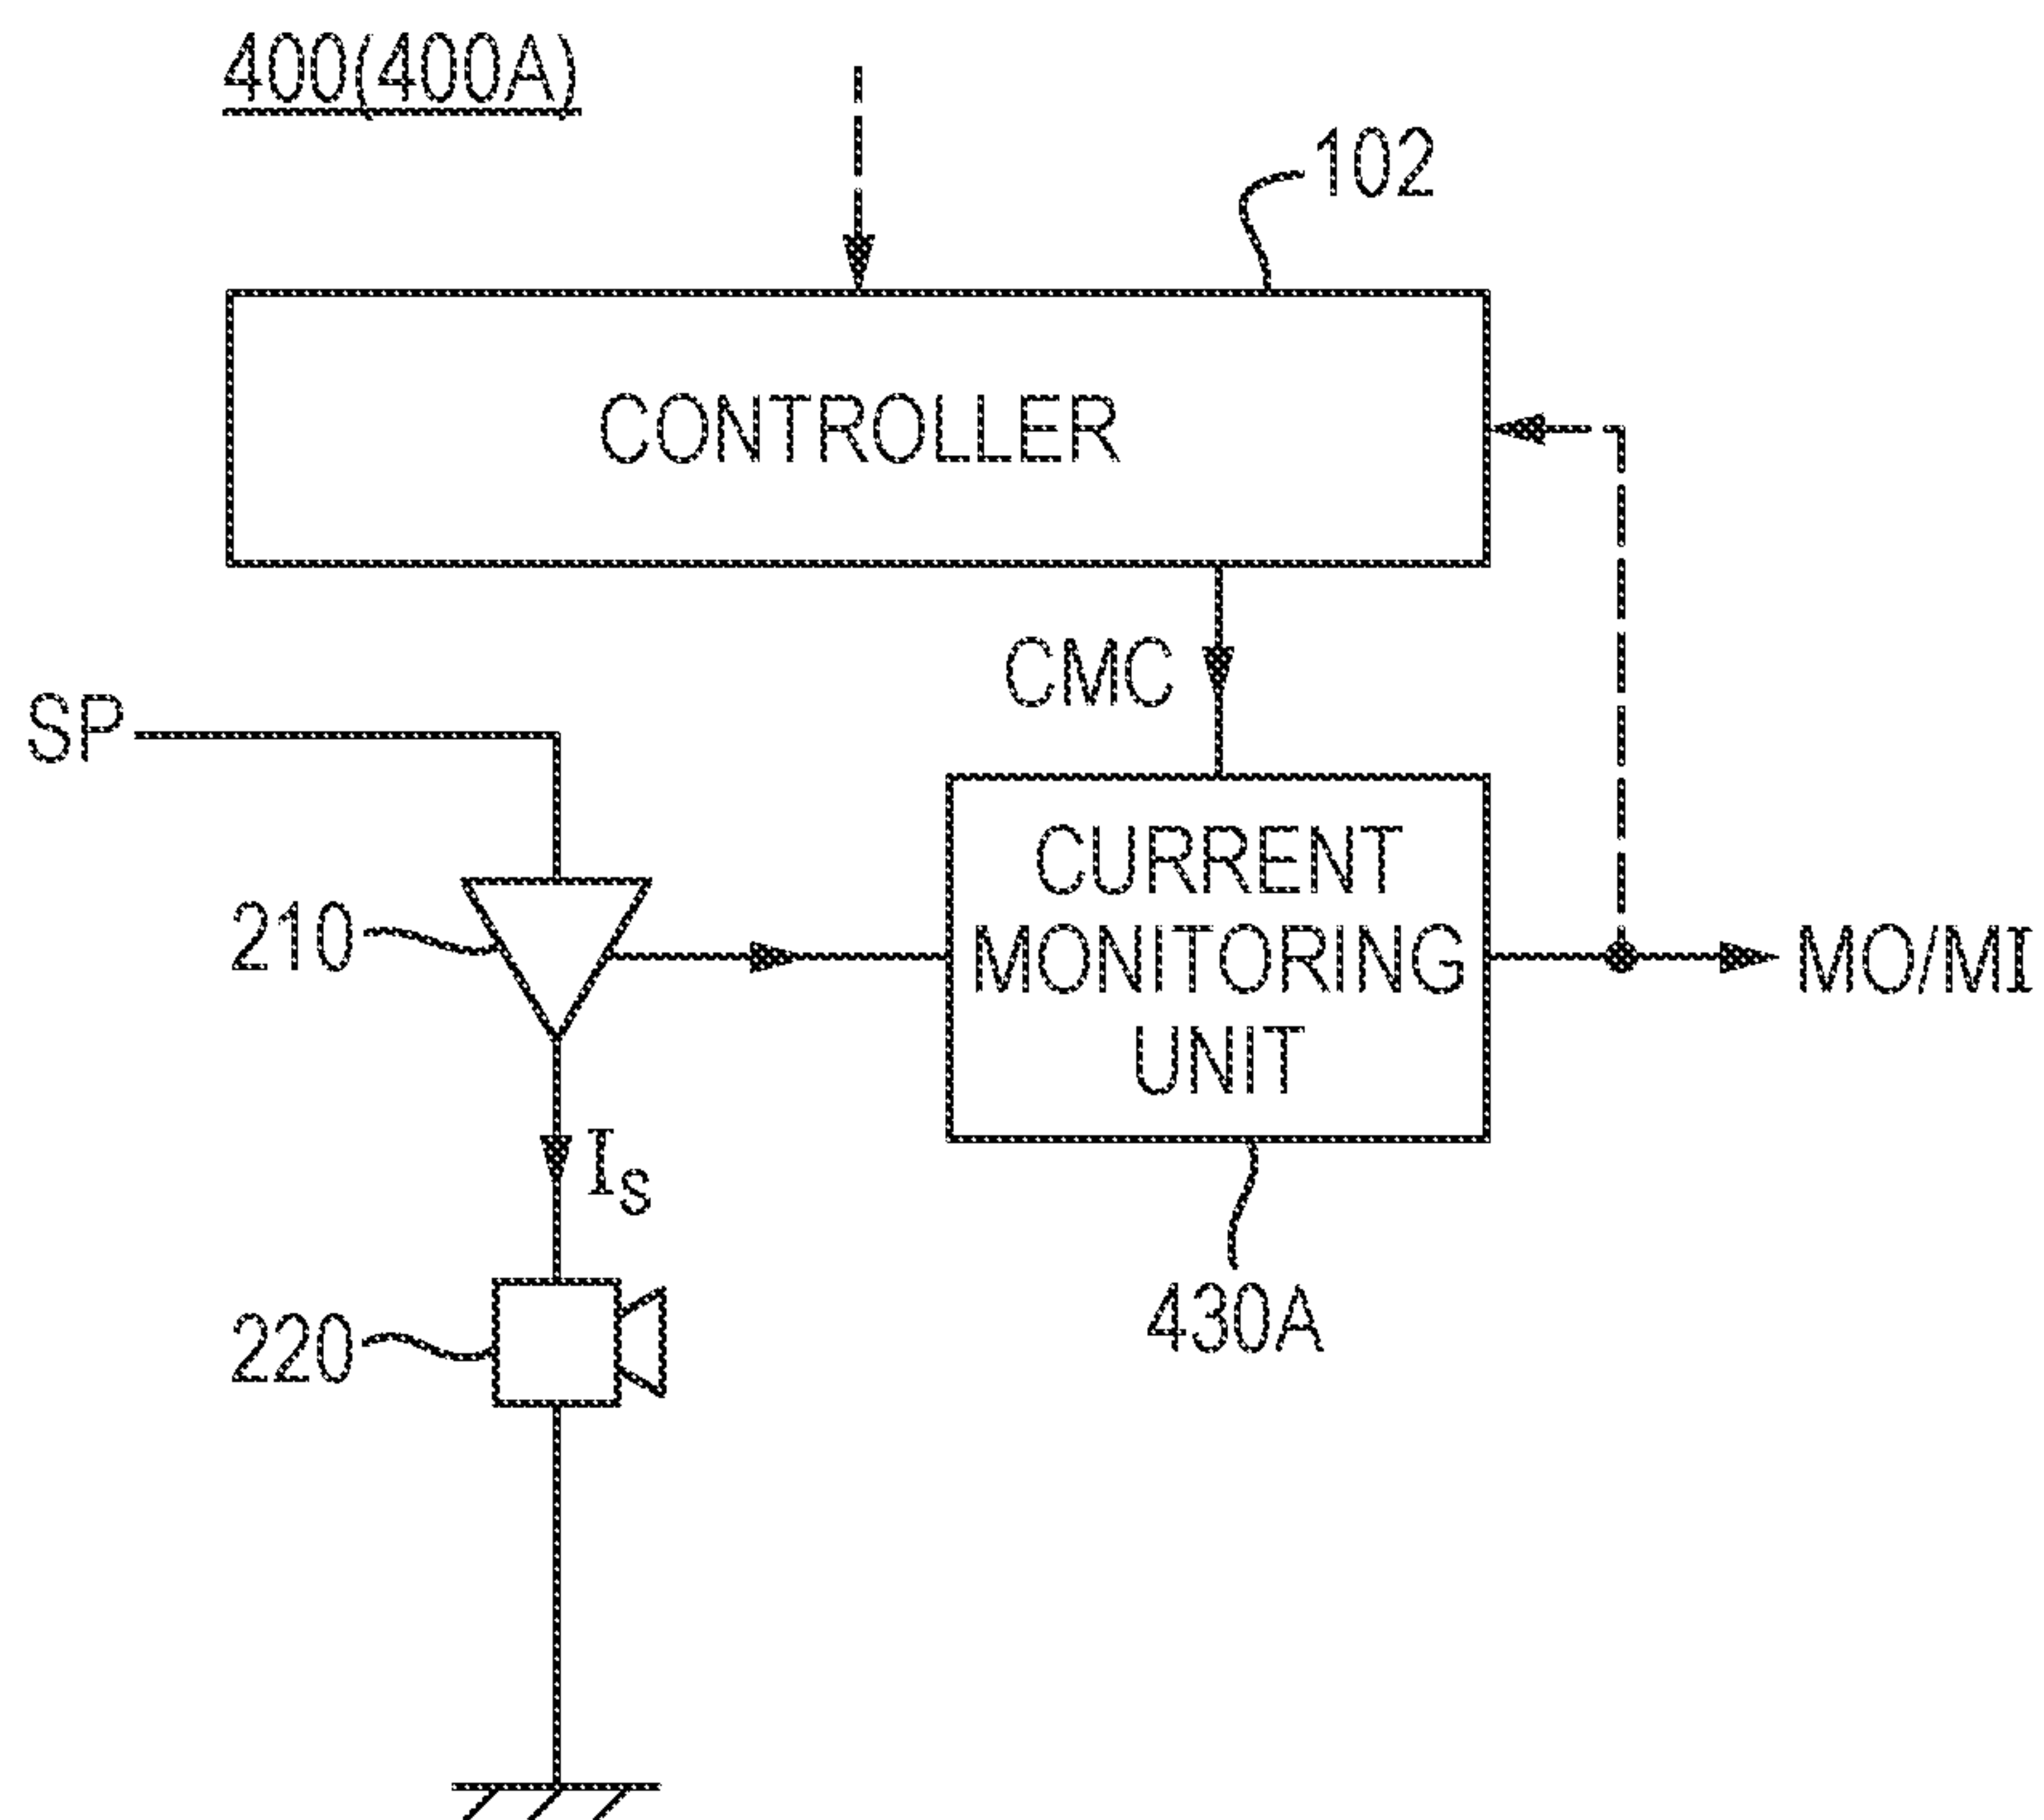 400(400A)
102
CONTROLLER
CMC
SP
CURRENT
MONITORING
UNIT
210
MO/MI
IS
220
430A